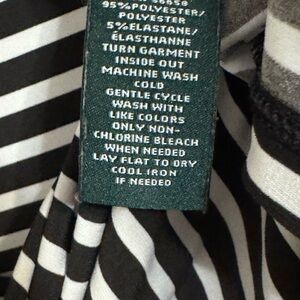 95%POLYESTER/
POLYESTER
5%ELASTANE/
ÉLASTHANNE
TURN GARMENT
INSIDE OUT
MACHINE WASH
COLD
GENTLE CYCLE
WASH WITH
LIKE COLORS
ONLY NON-
CHLORINE BLEACH
WHEN NEEDED
LAY FLAT TO DRY
COOL IRON
IF NEEDED